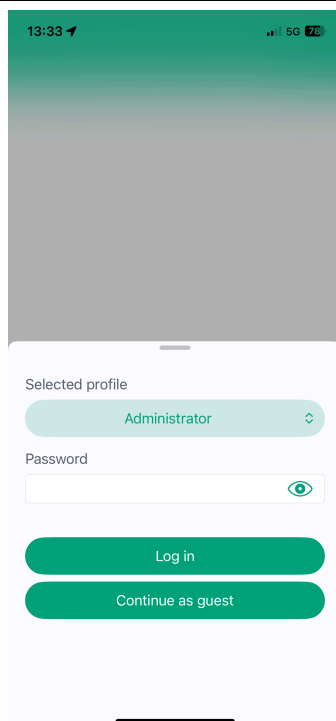 13:33
5G 78
Selected profile
Administrator
Password
Log in
Continue as guest